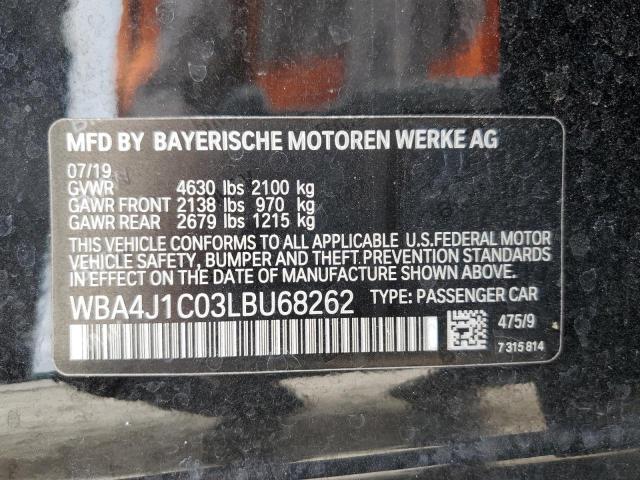 MFD BY BAYERISCHE MOTOREN WERKE AG
07/19
GVWR 4630 lbs 2100 kg
GAWR FRONT 2138 lbs 970 kg
GAWR REAR 2679 lbs 1215 kg
THIS VEHICLE CONFORMS TO ALL APPLICABLE U.S.FEDERAL MOTOR
VEHICLE SAFETY, BUMPER, AND THEFT PREVENTION STANDARDS
IN EFFECT ON THE DATE OF MANUFACTURE SHOWN ABOVE.
WBA4J1C03LBU68262 TYPE: PASSENGER CAR
475/9
7 315 814